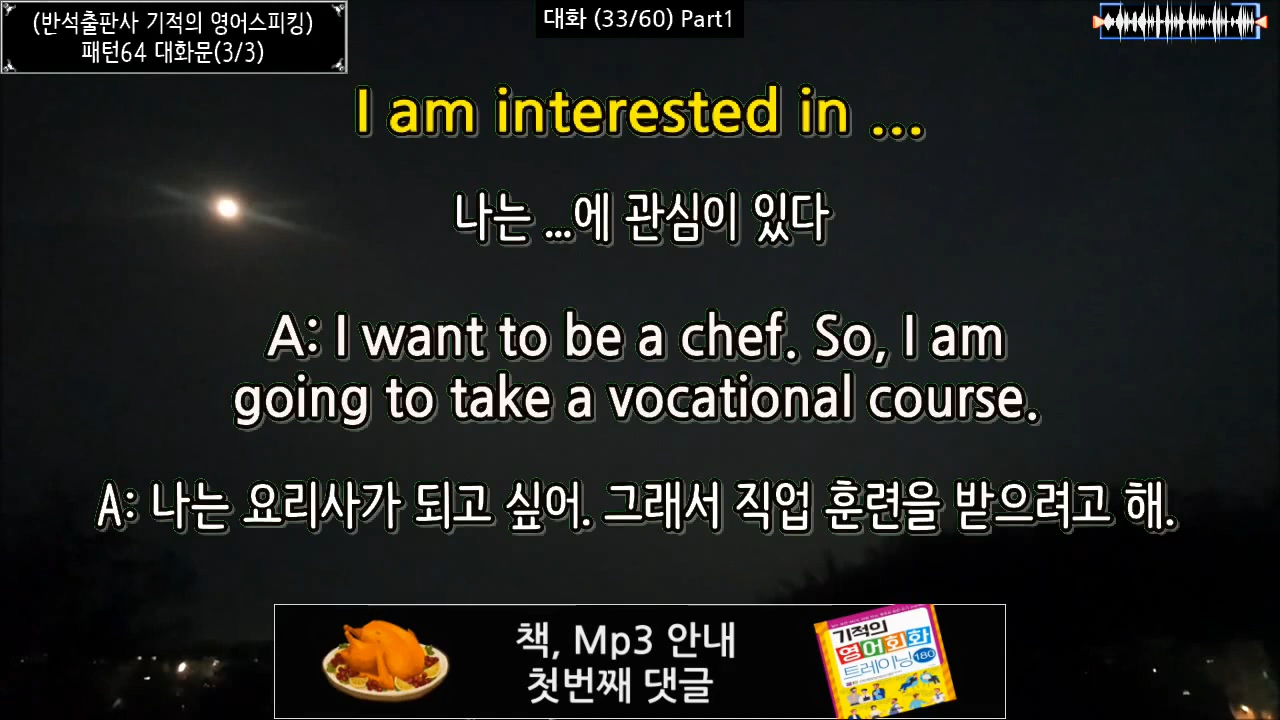 (반석출판사 기적의 영어스피킹)
패턴64 대화문(3/3)
대화 (33/60) Part1
I am interested in ...
나는 ...에 관심이 있다
A: I want to be a chef. So, I am
going to take a vocational course.
A: 나는 요리사가 되고 싶어. 그래서 직업 훈련을 받으려고 해.
책, Mp3 안내
첫번째 댓글
기적의
영어회화
트레이닝 180